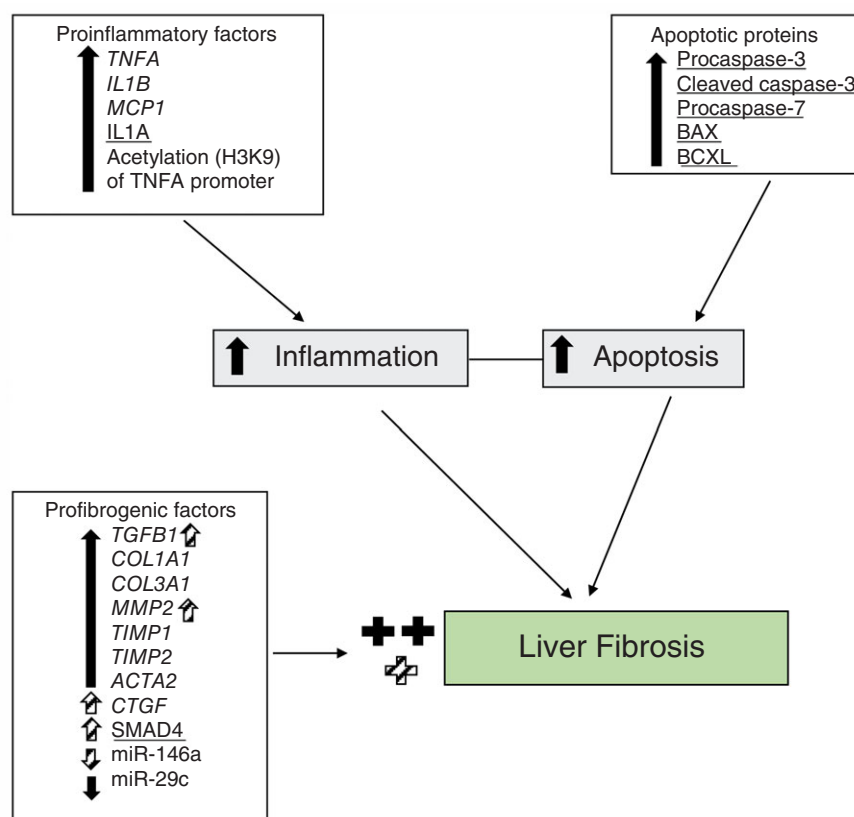 Proinflammatory factors
TNFA
IL1B
MCP1
IL1A
Acetylation (H3K9)
of TNFA promoter
Apoptotic proteins
Procaspase-3
Cleaved caspase-3
Procaspase-7
BAX
BCXL
Inflammation
Apoptosis
Profibrogenic factors
TGFB1
COL1A1
COL3A1
MMP2
TIMP1
TIMP2
ACTA2
CTGF
SMAD4
miR-146a
miR-29c
Liver Fibrosis